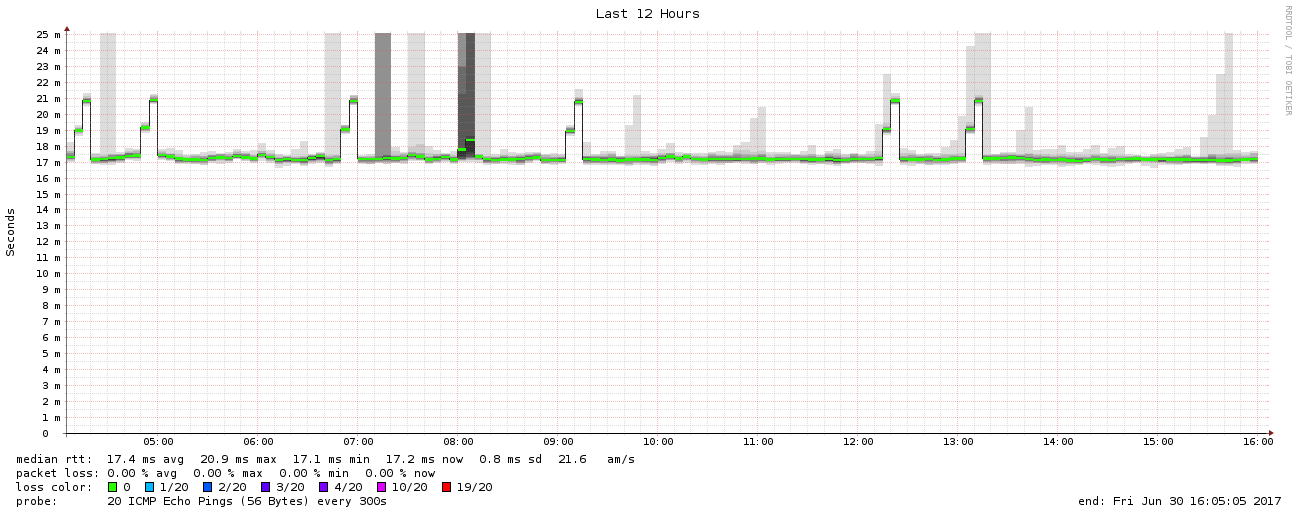 Last 12 Hours
RRDTOOL / TOBI OETIKER
Seconds
25 m
24 m
23 m
22 m
21 m
20 m
19 m
18 m
17 m
16 m
15 m
14 m
13 m
12 m
11 m
10 m
9 m
8 m
7 m
6 m
5 m
4 m
3 m
2 m
1 m
0
05:00 06:00 07:00 08:00 09:00 10:00 11:00 12:00 13:00 14:00 15:00 16:00
median rtt: 17.4 ms avg 20.9 ms max 17.1 ms min 17.2 ms now 0.8 ms sd 21.6 am/s
packet loss: 0.00 % avg 0.00 % max 0.00 % min 0.00 % now
loss color: 0 1/20 2/20 3/20 4/20 10/20 19/20
probe: 20 ICMP Echo Pings (56 Bytes) every 300s end: Fri Jun 30 16:05:05 2017